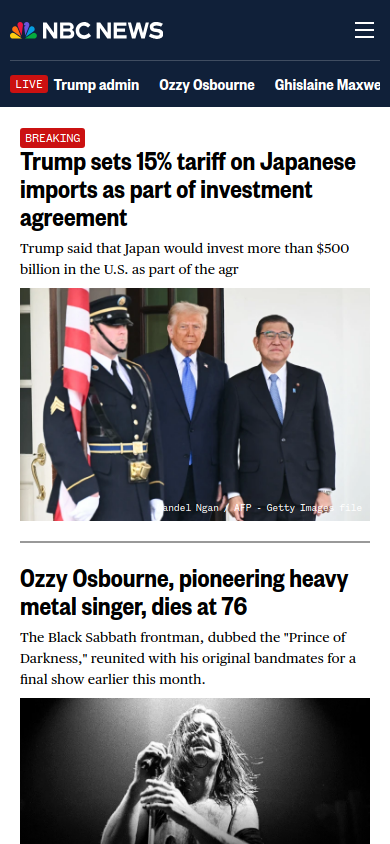 NBC NEWS
LIVE Trump admin Ozzy Osbourne Ghislaine Maxwe
BREAKING
Trump sets 15% tariff on Japanese
imports as part of investment
agreement
Trump said that Japan would invest more than $500
billion in the U.S. as part of the agr
andel Ngan / AFP - Getty Images file
Ozzy Osbourne, pioneering heavy
metal singer, dies at 76
The Black Sabbath frontman, dubbed the "Prince of
Darkness," reunited with his original bandmates for a
final show earlier this month.